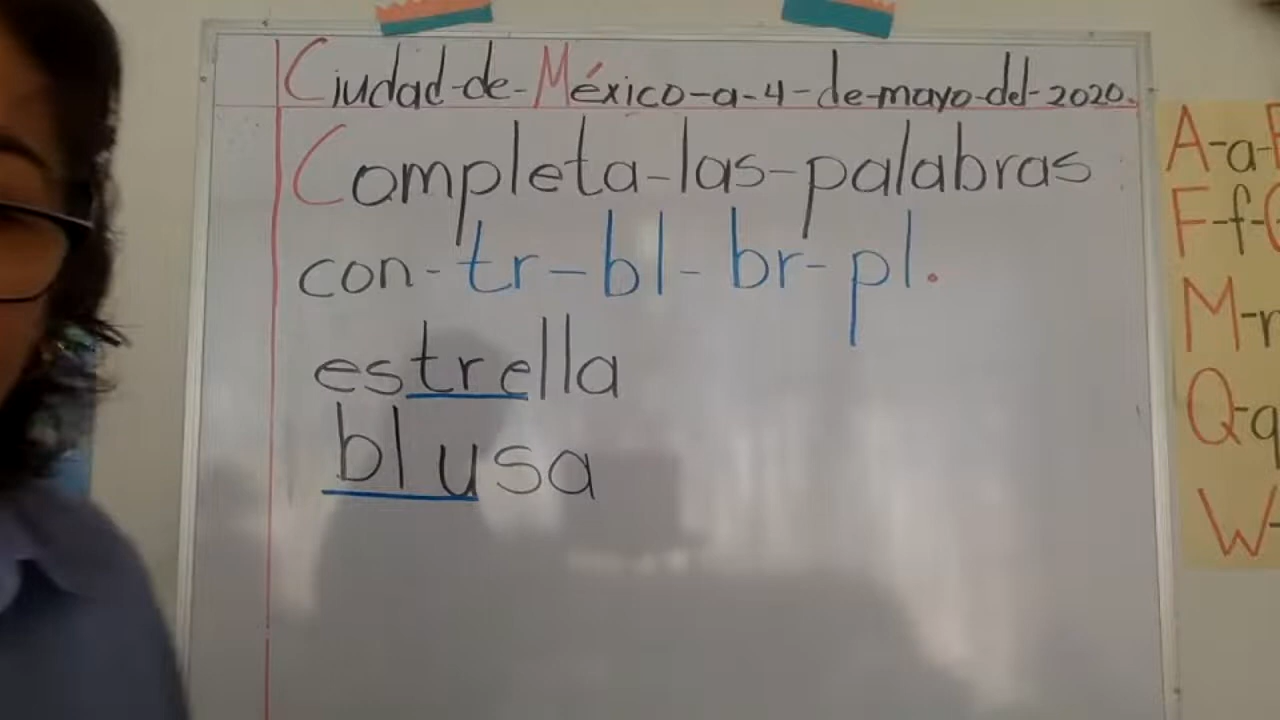 Ciudad-de-México-a-4-de-mayo-del-2020.
Completa-las-palabras
con-tr-bl-br-pl.
estrella
blusa
A-a-
F-f-
M-
Q-q
W-